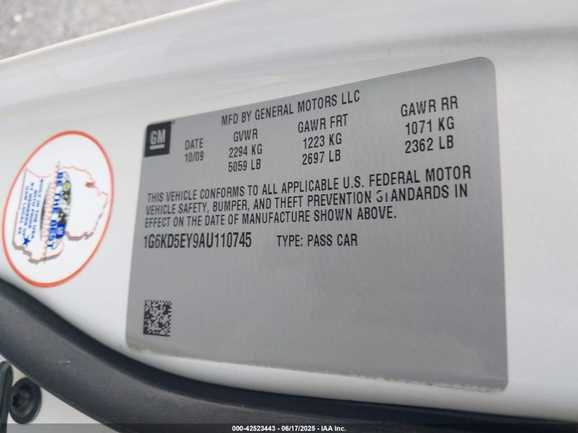 MFD BY GENERAL MOTORS LLC
GM
DATE GVWR GAWR FRT GAWR RR
10/09 2294 KG 1223 KG 1071 KG
5059 LB 2697 LB 2362 LB
THIS VEHICLE CONFORMS TO ALL APPLICABLE U.S. FEDERAL MOTOR
VEHICLE SAFETY, BUMPER, AND THEFT PREVENTION STANDARDS IN
EFFECT ON THE DATE OF MANUFACTURE SHOWN ABOVE.
1G6KD5EY9AU110745 TYPE: PASS CAR
000-42523443 - 06/17/2025 - IAA Inc.